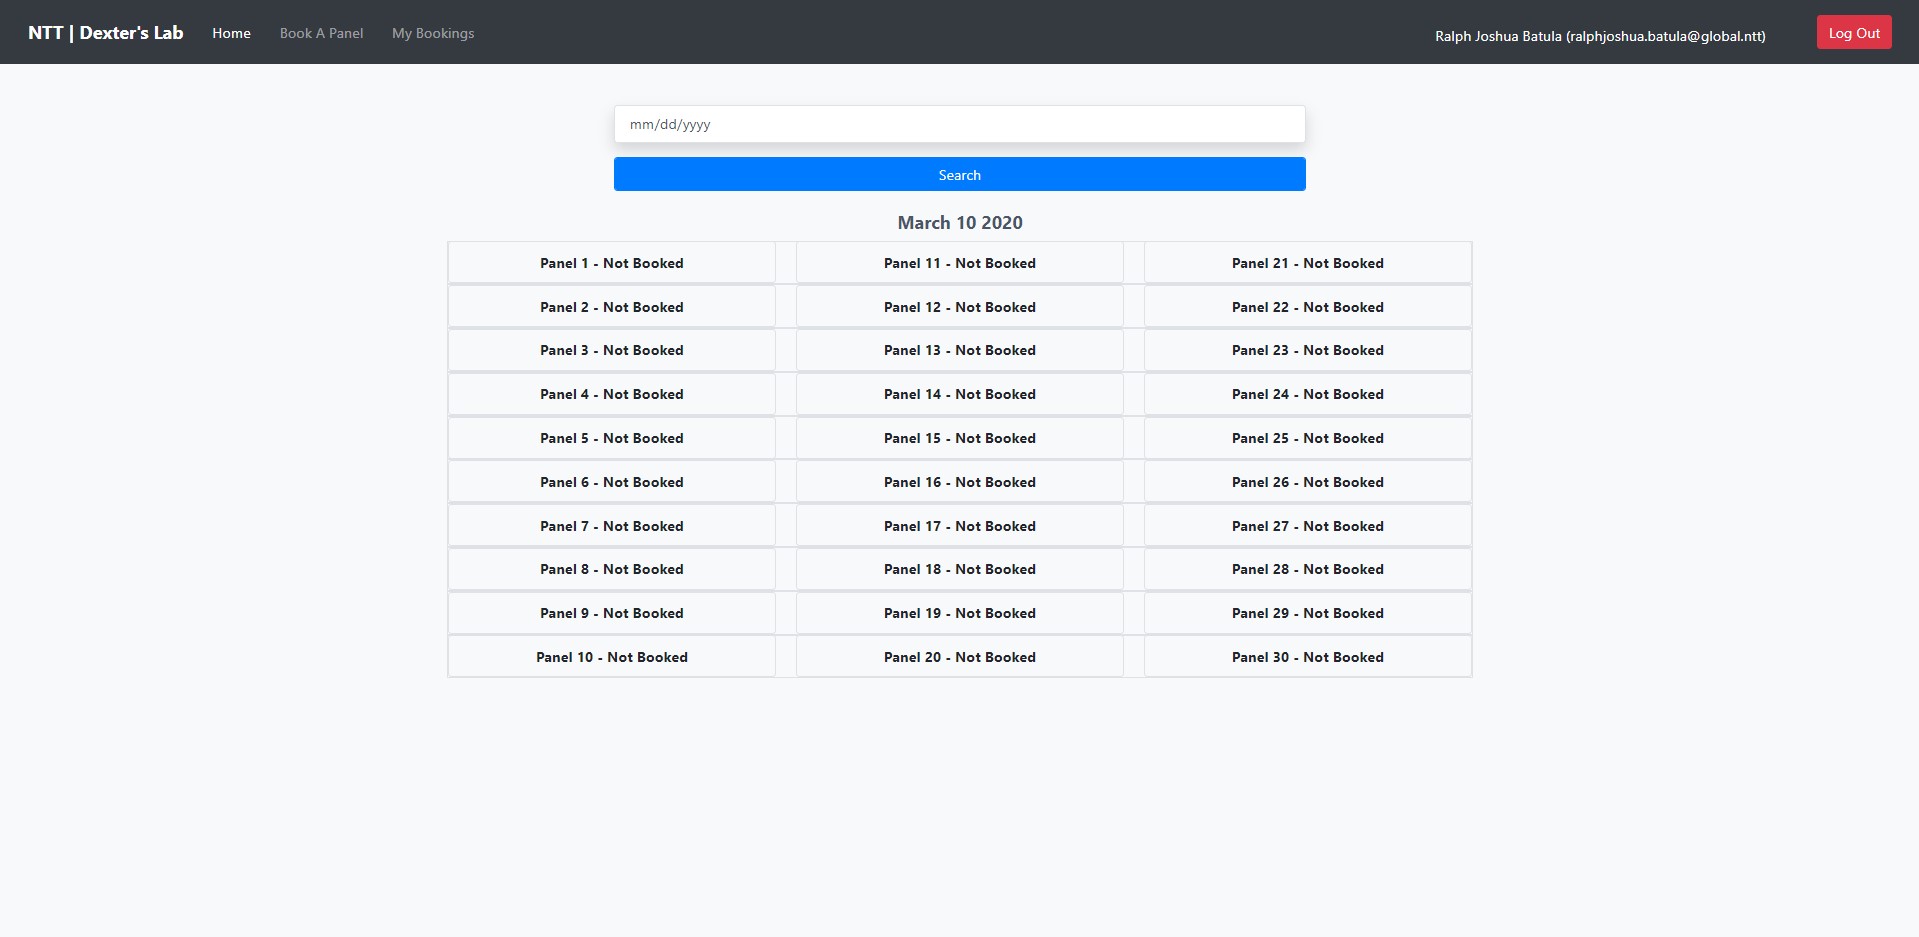 NTT | Dexter's Lab Home Book A Panel My Bookings Ralph Joshua Batula (ralphjoshua.batula@global.ntt) Log Out
mm/dd/yyyy
Search
March 10 2020
Panel 1 - Not Booked Panel 11 - Not Booked Panel 21 - Not Booked
Panel 2 - Not Booked Panel 12 - Not Booked Panel 22 - Not Booked
Panel 3 - Not Booked Panel 13 - Not Booked Panel 23 - Not Booked
Panel 4 - Not Booked Panel 14 - Not Booked Panel 24 - Not Booked
Panel 5 - Not Booked Panel 15 - Not Booked Panel 25 - Not Booked
Panel 6 - Not Booked Panel 16 - Not Booked Panel 26 - Not Booked
Panel 7 - Not Booked Panel 17 - Not Booked Panel 27 - Not Booked
Panel 8 - Not Booked Panel 18 - Not Booked Panel 28 - Not Booked
Panel 9 - Not Booked Panel 19 - Not Booked Panel 29 - Not Booked
Panel 10 - Not Booked Panel 20 - Not Booked Panel 30 - Not Booked